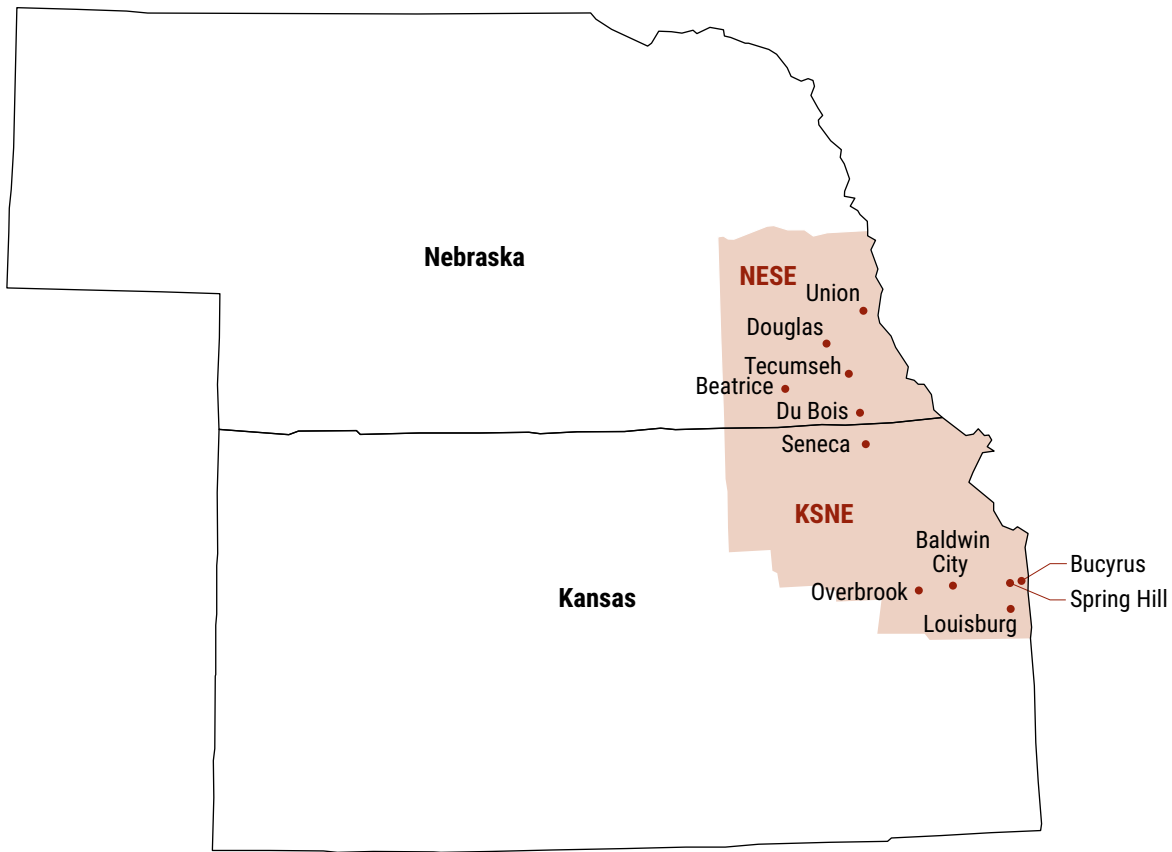 Nebraska
NESE
Union
Douglas
Tecumseh
Beatrice
Du Bois
Seneca
KSNE
Baldwin
City
Bucyrus
Overbrook
Kansas
Spring Hill
Louisburg